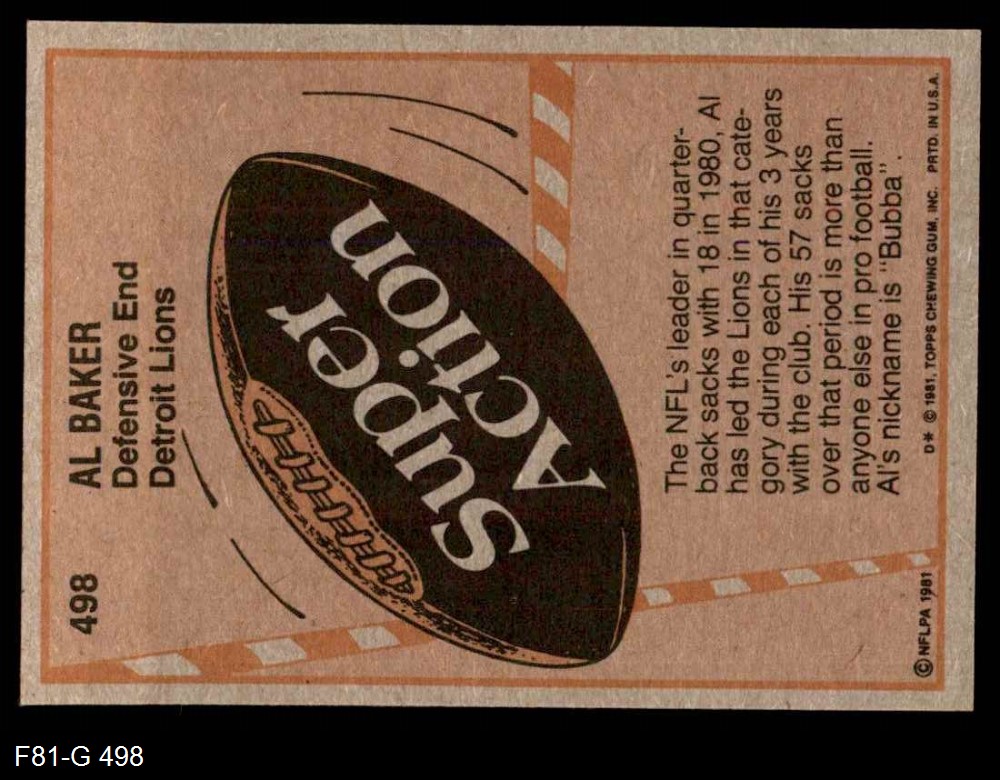 498
AL BAKER
Defensive End
Detroit Lions
Super
Action
The NFL's leader in quarter-
back sacks with 18 in 1980, Al
has led the Lions in that cate-
gory during each of his 3 years
with the club. His 57 sacks
over that period is more than
anyone else in pro football.
Al's nickname is "Bubba".
© NFLPA 1981
D* © 1981, TOPPS CHEWING GUM, INC. PRTD. IN U.S.A.
F81-G 498